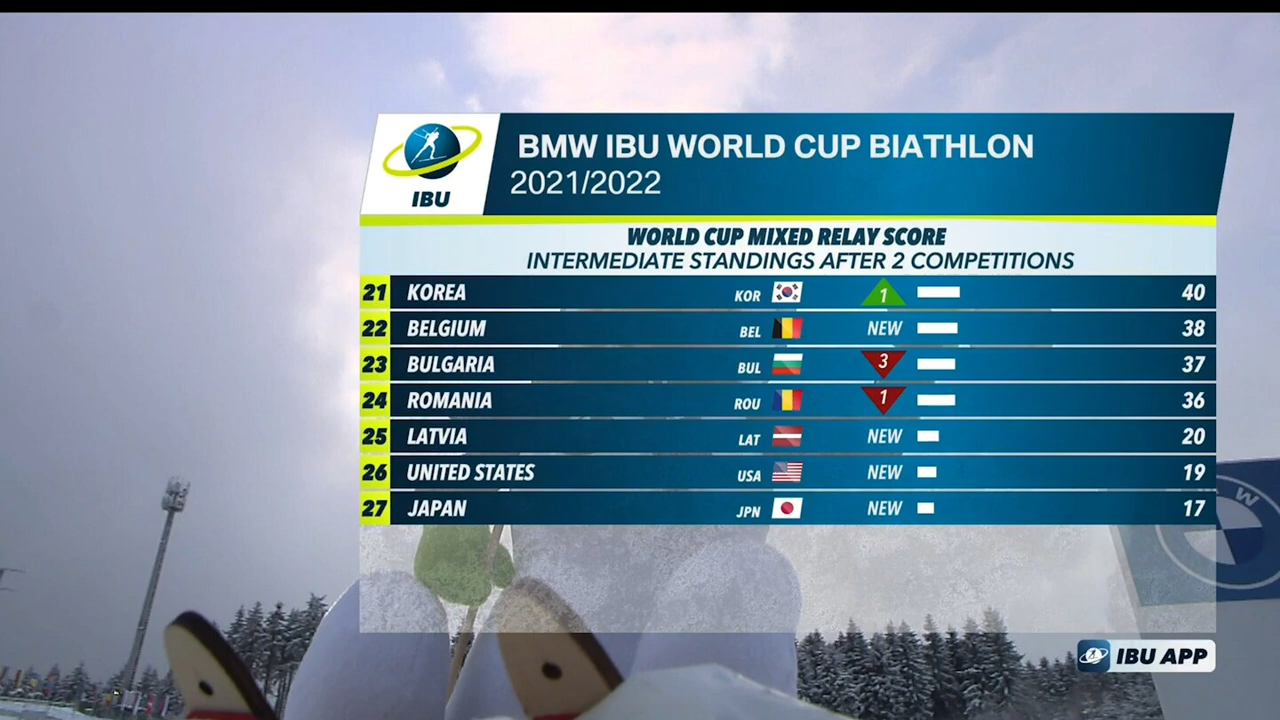 BMW IBU WORLD CUP BIATHLON
2021/2022
IBU
WORLD CUP MIXED RELAY SCORE
INTERMEDIATE STANDINGS AFTER 2 COMPETITIONS
21 KOREA KOR 1 40
22 BELGIUM BEL NEW 38
23 BULGARIA BUL 3 37
24 ROMANIA ROU 1 36
25 LATVIA LAT NEW 20
26 UNITED STATES USA NEW 19
27 JAPAN JPN NEW 17
W
IBU APP